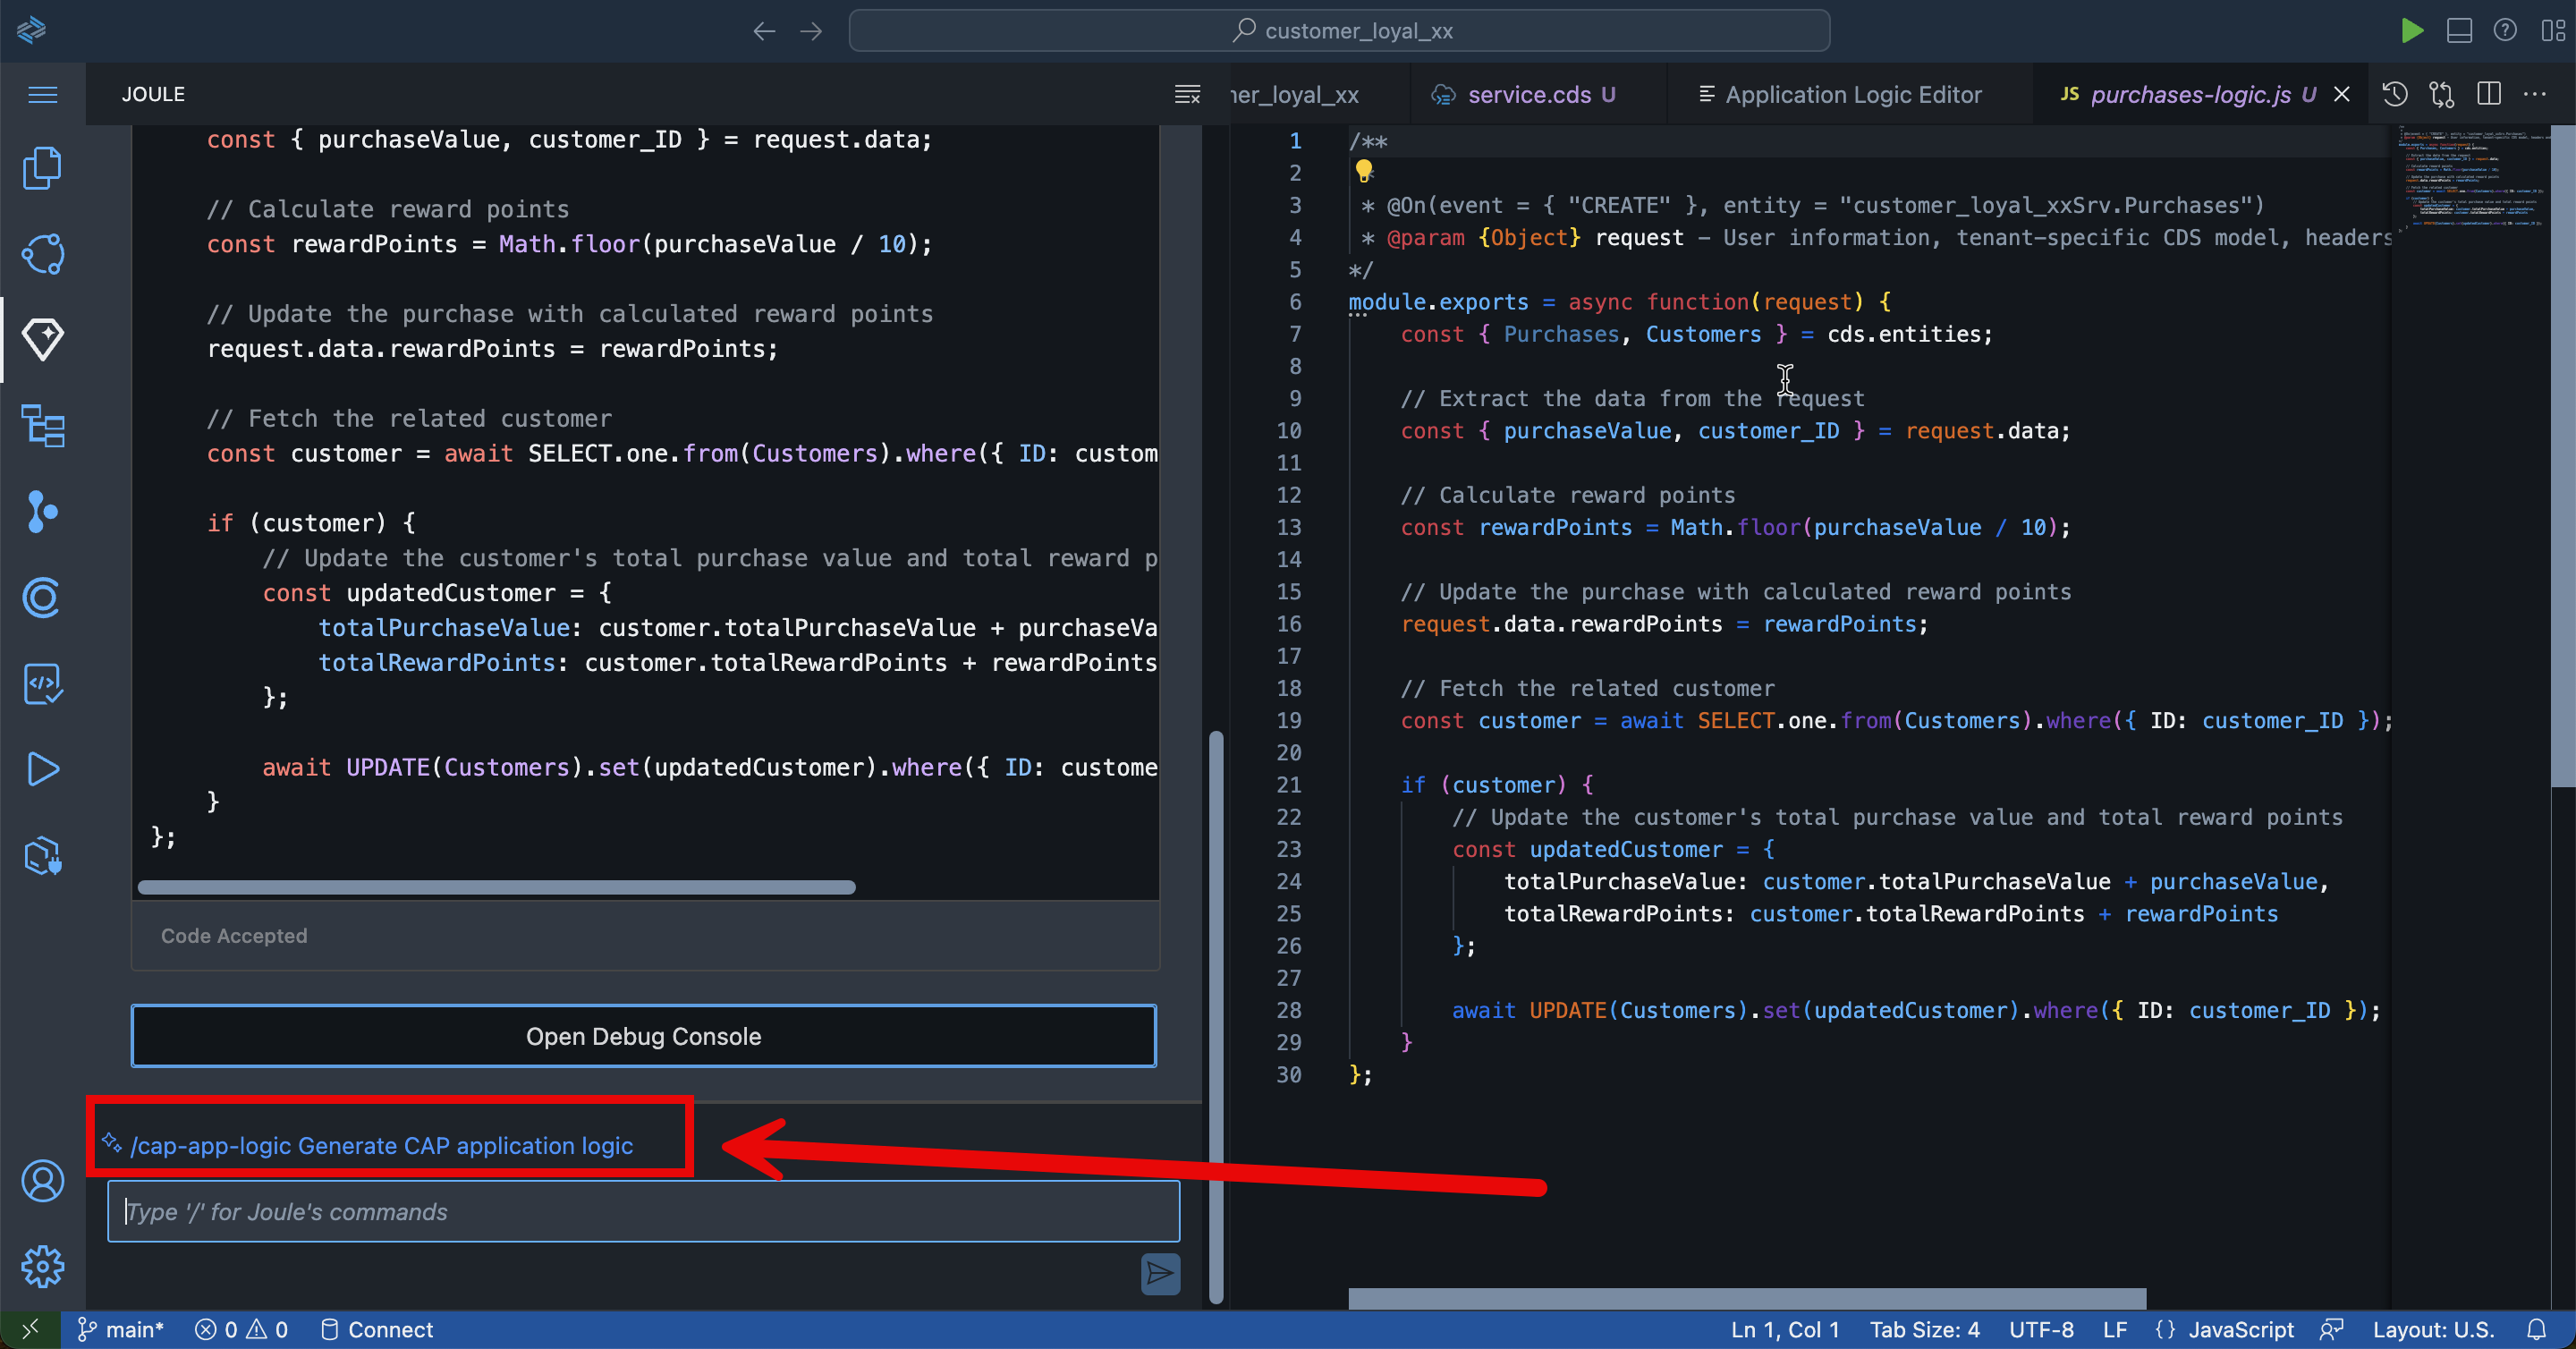 customer_loyal_xx
JOULE
ner_loyal_xx
service.cds U
Application Logic Editor
JS purchases-logic.js U
const { purchaseValue, customer_ID } = request.data;
// Calculate reward points
const rewardPoints = Math.floor(purchaseValue / 10);
// Update the purchase with calculated reward points
request.data.rewardPoints = rewardPoints;
// Fetch the related customer
const customer = await SELECT.one.from(Customers).where({ ID: custom
if (customer) {
// Update the customer's total purchase value and total reward p
const updatedCustomer = {
totalPurchaseValue: customer.totalPurchaseValue + purchaseVa
totalRewardPoints: customer.totalRewardPoints + rewardPoints
};
await UPDATE(Customers).set(updatedCustomer).where({ ID: custome
}
};
Code Accepted
Open Debug Console
/cap-app-logic Generate CAP application logic
Type '/' for Joule's commands
1 /**
2 *
3 * @On(event = { "CREATE" }, entity = "customer_loyal_xxSrv.Purchases")
4 * @param {Object} request - User information, tenant-specific CDS model, headers
5 */
6 module.exports = async function(request) {
7 const { Purchases, Customers } = cds.entities;
8
9 // Extract the data from the request
10 const { purchaseValue, customer_ID } = request.data;
11
12 // Calculate reward points
13 const rewardPoints = Math.floor(purchaseValue / 10);
14
15 // Update the purchase with calculated reward points
16 request.data.rewardPoints = rewardPoints;
17
18 // Fetch the related customer
19 const customer = await SELECT.one.from(Customers).where({ ID: customer_ID });
20
21 if (customer) {
22 // Update the customer's total purchase value and total reward points
23 const updatedCustomer = {
24 totalPurchaseValue: customer.totalPurchaseValue + purchaseValue,
25 totalRewardPoints: customer.totalRewardPoints + rewardPoints
26 };
27
28 await UPDATE(Customers).set(updatedCustomer).where({ ID: customer_ID });
29 }
30 };
main* 0 0 Connect
Ln 1, Col 1 Tab Size: 4 UTF-8 LF {} JavaScript Layout: U.S.